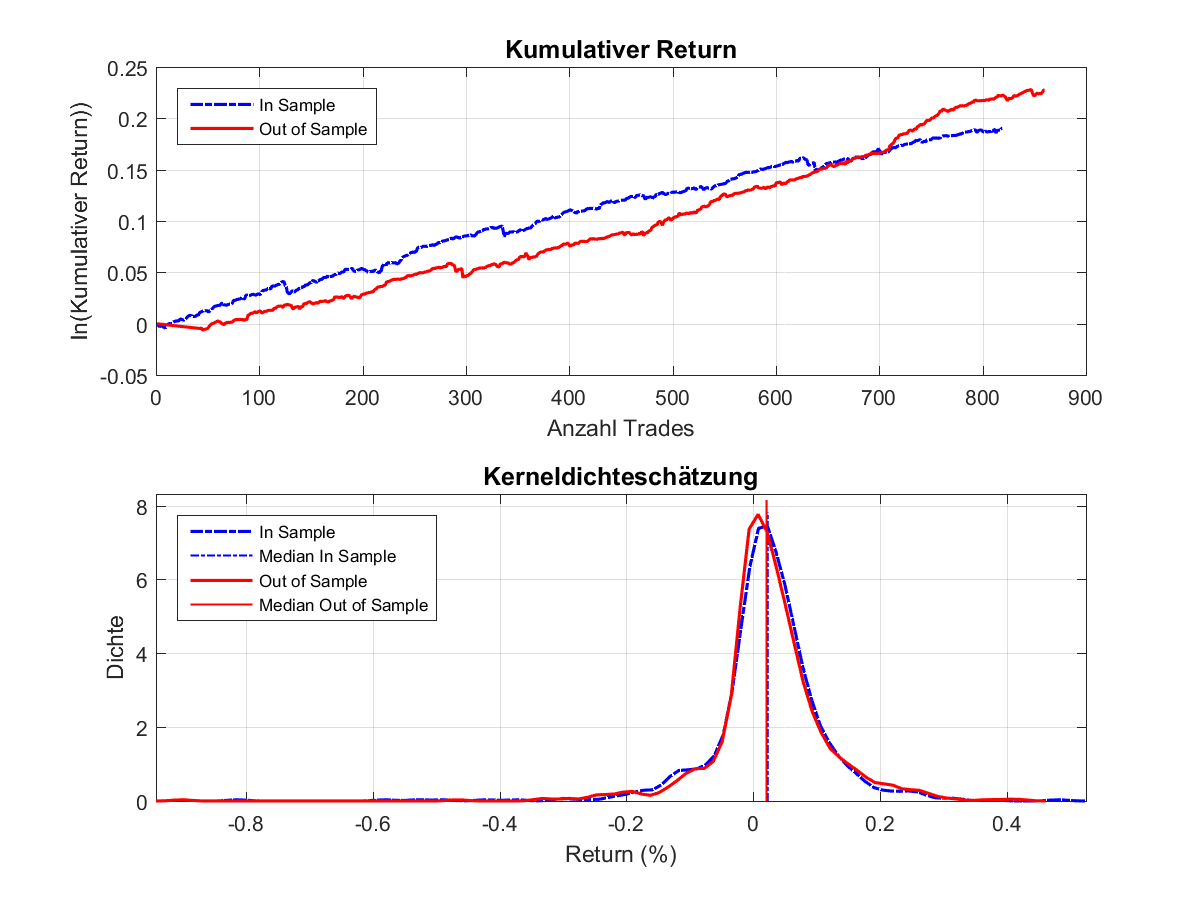 Kumulativer Return
0.25
0.2
0.15
0.1
0.05
0
-0.05
ln(Kumulativer Return))
In Sample
Out of Sample
0 100 200 300 400 500 600 700 800 900
Anzahl Trades
Kerneldichteschätzung
8
6
4
2
0
Dichte
In Sample
Median In Sample
Out of Sample
Median Out of Sample
-0.8 -0.6 -0.4 -0.2 0 0.2 0.4
Return (%)